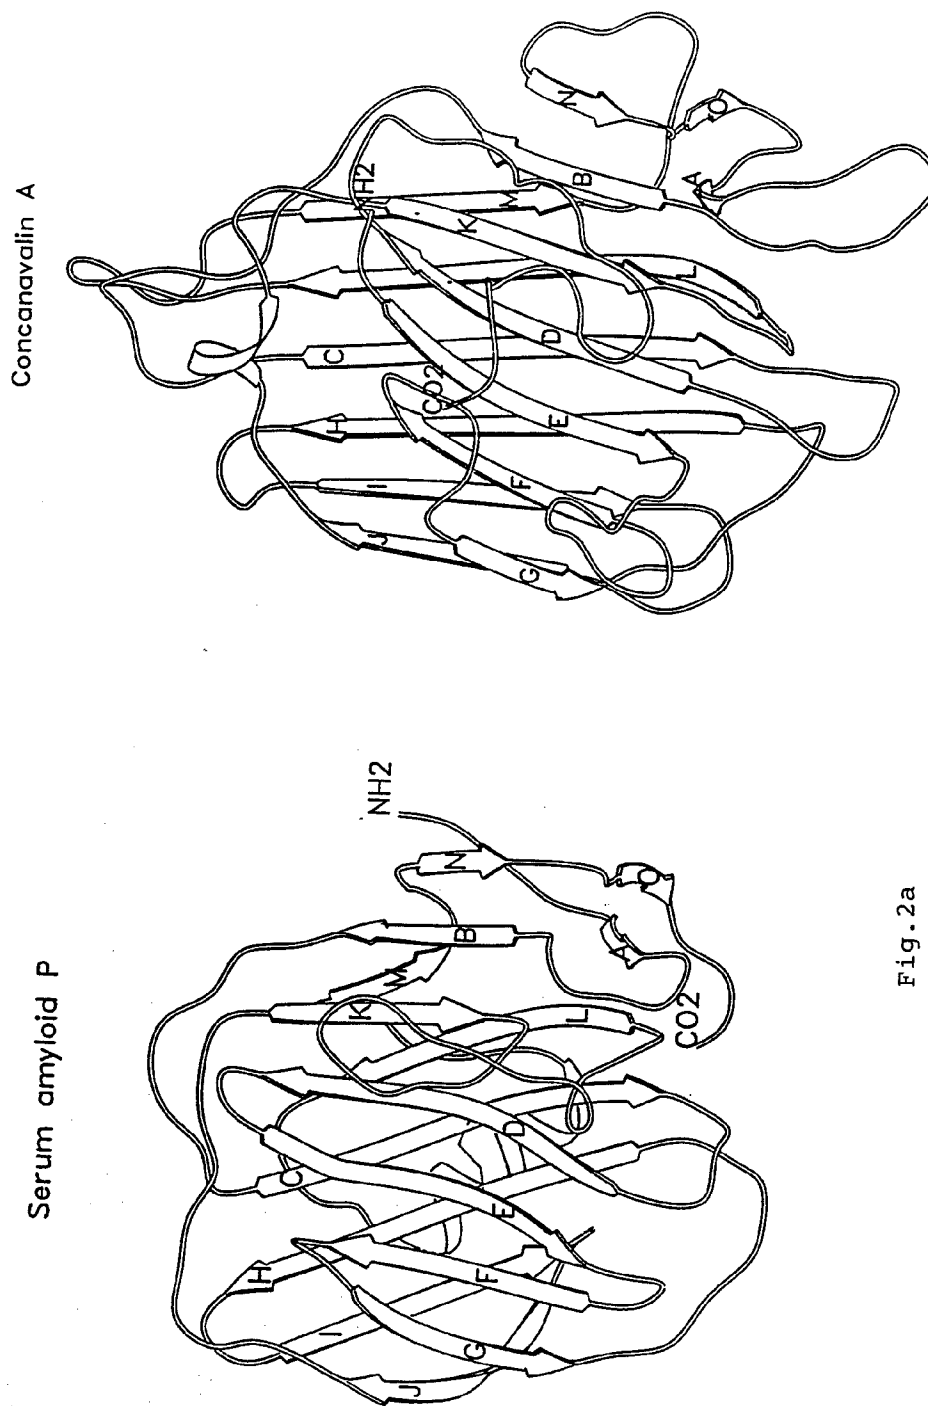 Serum amyloid P
NH2
N
B
M
K
O
A
L
CO2
C
D
E
H
F
I
G
J
Concanavalin A
NH2
N
O
B
A
M
K
L
C
D
CO2
H
E
I
F
J
G
Fig.2a